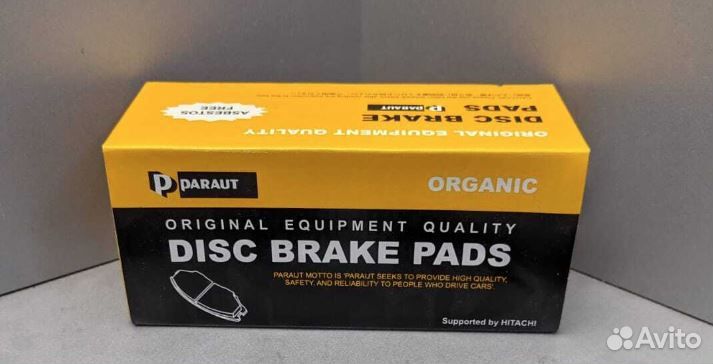 ASBESTOS
FREE
ORIGINAL EQUIPMENT QUALITY
DISC BRAKE
PADS P PARAUT
P PARAUT
ORGANIC
ORIGINAL EQUIPMENT QUALITY
DISC BRAKE PADS
PARAUT MOTTO IS 'PARAUT SEEKS TO PROVIDE HIGH QUALITY,
SAFETY, AND RELIABILITY TO PEOPLE WHO DRIVE CARS'.
Supported by HITACHI
Avito